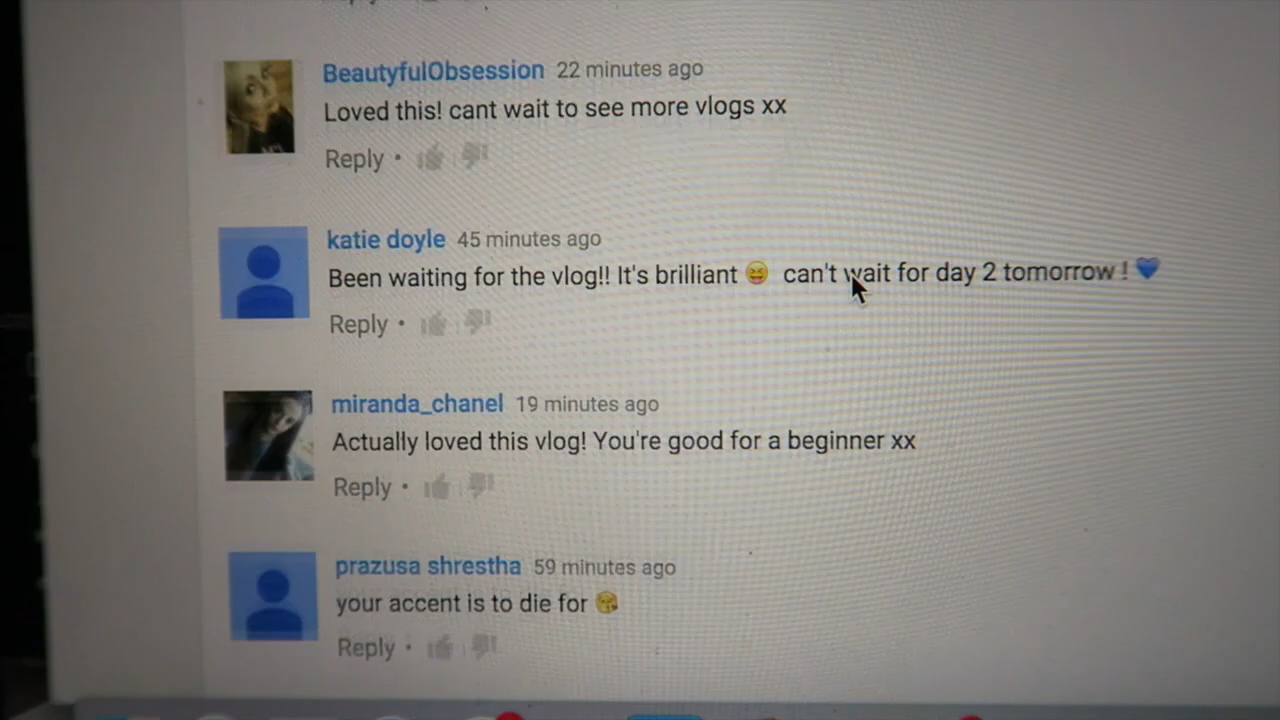 BeautyfulObsession 22 minutes ago
Loved this! cant wait to see more vlogs xx
Reply •
katie doyle 45 minutes ago
Been waiting for the vlog!! It's brilliant 😆 can't wait for day 2 tomorrow ! 💙
Reply •
miranda_chanel 19 minutes ago
Actually loved this vlog! You're good for a beginner xx
Reply •
prazusa shrestha 59 minutes ago
your accent is to die for 😘
Reply •